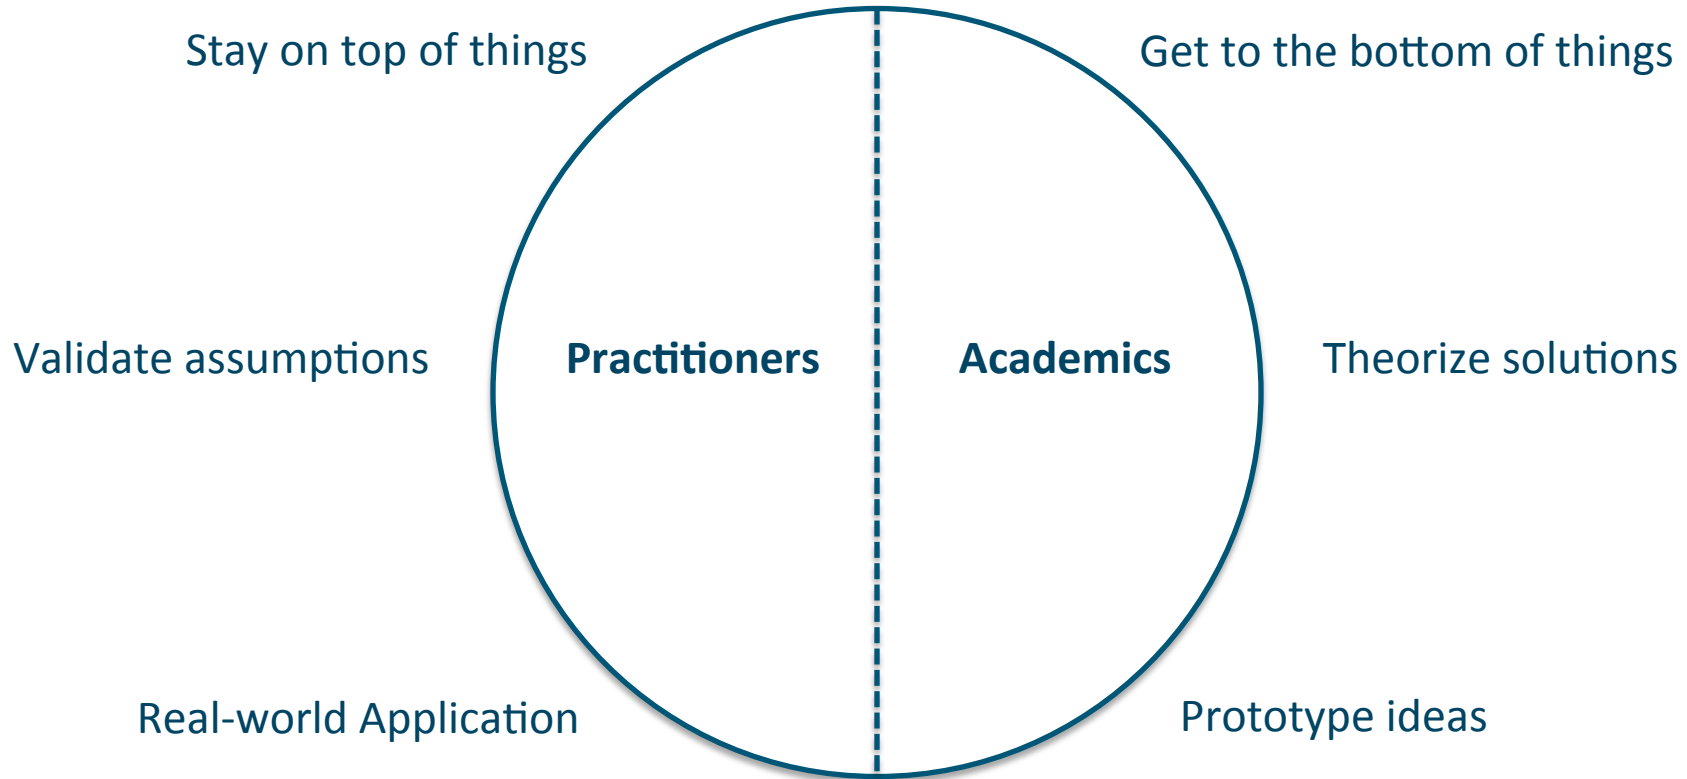 Stay on top of things
Get to the bottom of things
Validate assumptions
Practitioners
Academics
Theorize solutions
Real-world Application
Prototype ideas